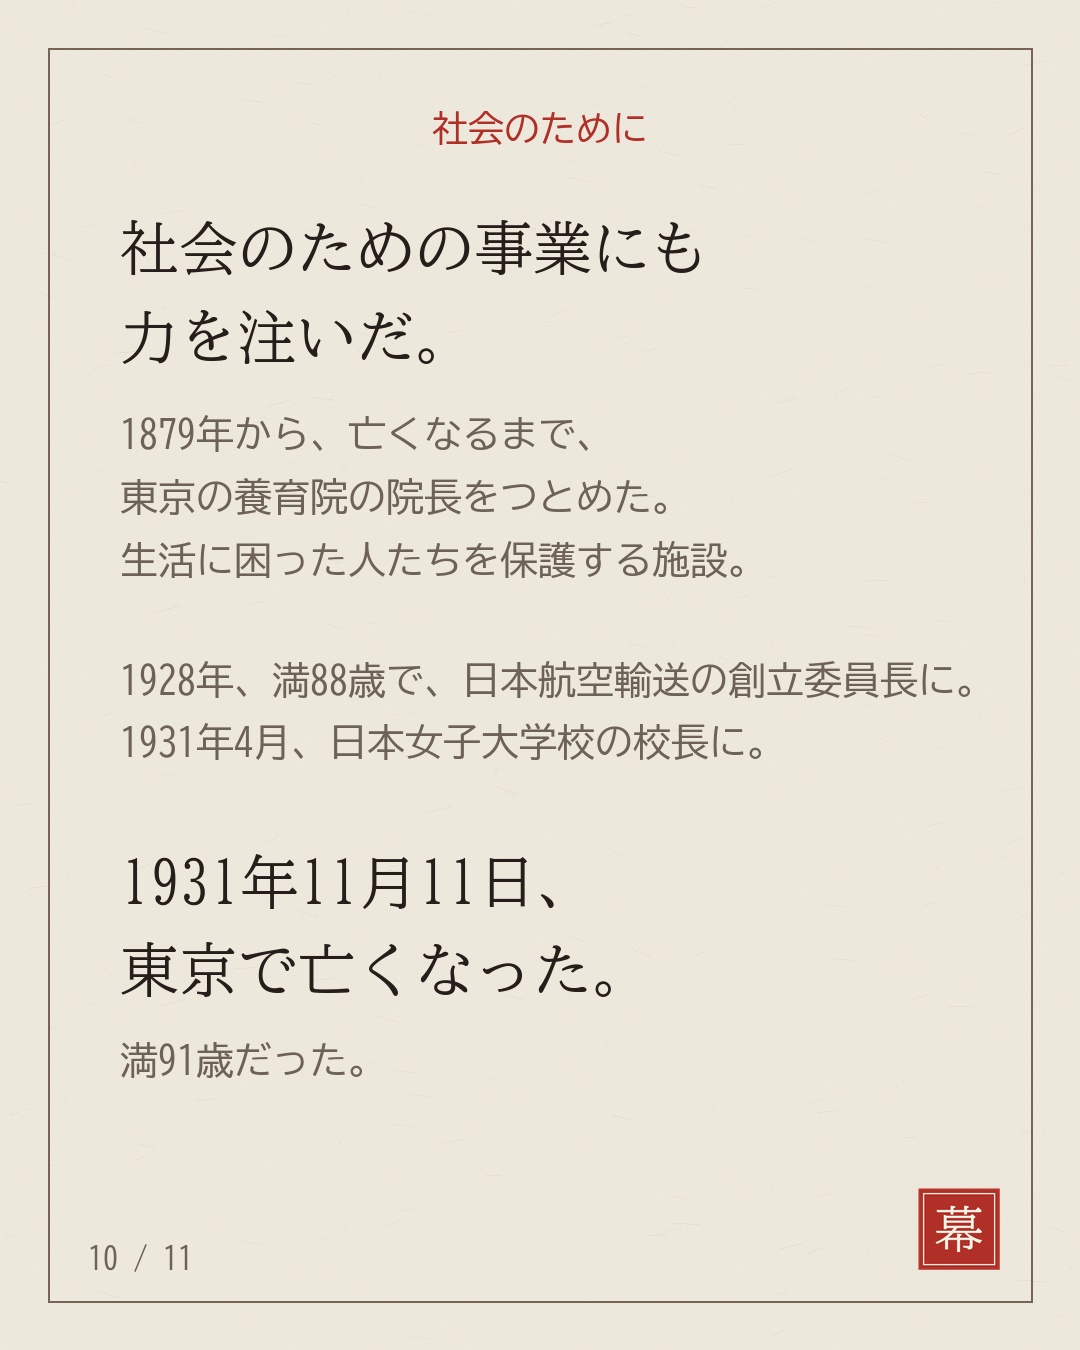 社会のために
社会のための事業にも
力を注いだ。
1879年から、亡くなるまで、
東京の養育院の院長をつとめた。
生活に困った人たちを保護する施設。
1928年、満88歳で、日本航空輸送の創立委員長に。
1931年4月、日本女子大学校の校長に。
1931年11月11日、
東京で亡くなった。
満91歳だった。
幕
10 / 11